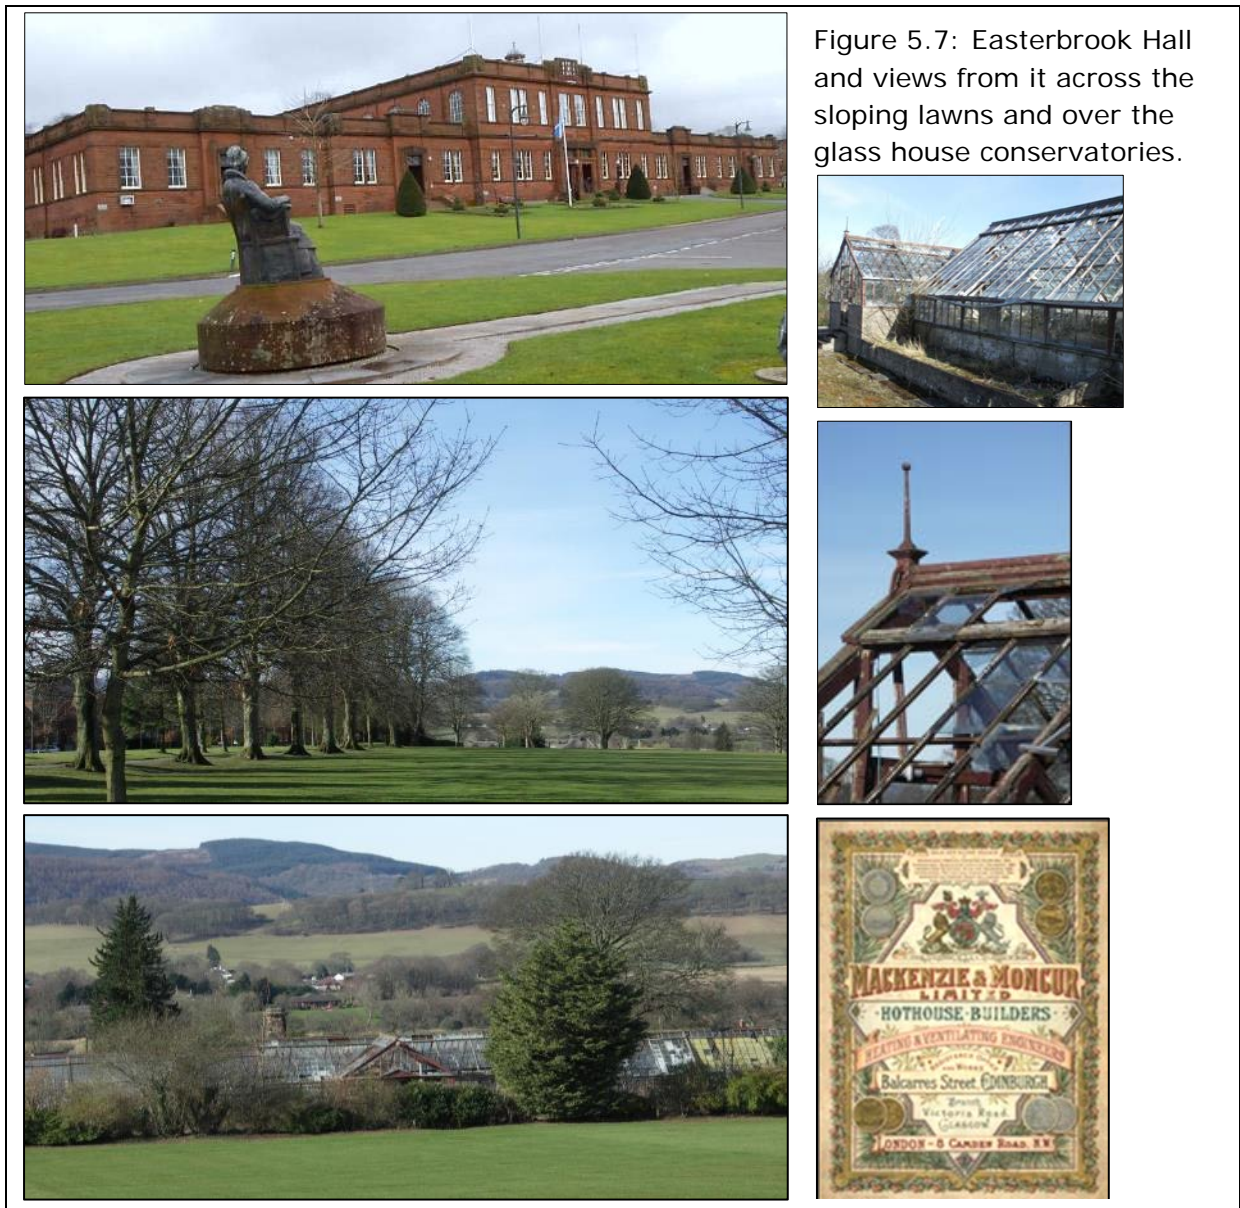 Figure 5.7: Easterbrook Hall
and views from it across the
sloping lawns and over the
glass house conservatories.
MACKENZIE & MONCUR
LIMITED
HOTHOUSE-BUILDERS
HEATING & VENTILATING ENGINEERS
AND WORKS
Balcarres Street EDINBURGH
Branch
Victoria Road
GLASGOW
LONDON - 8 CAMDEN ROAD. N.W